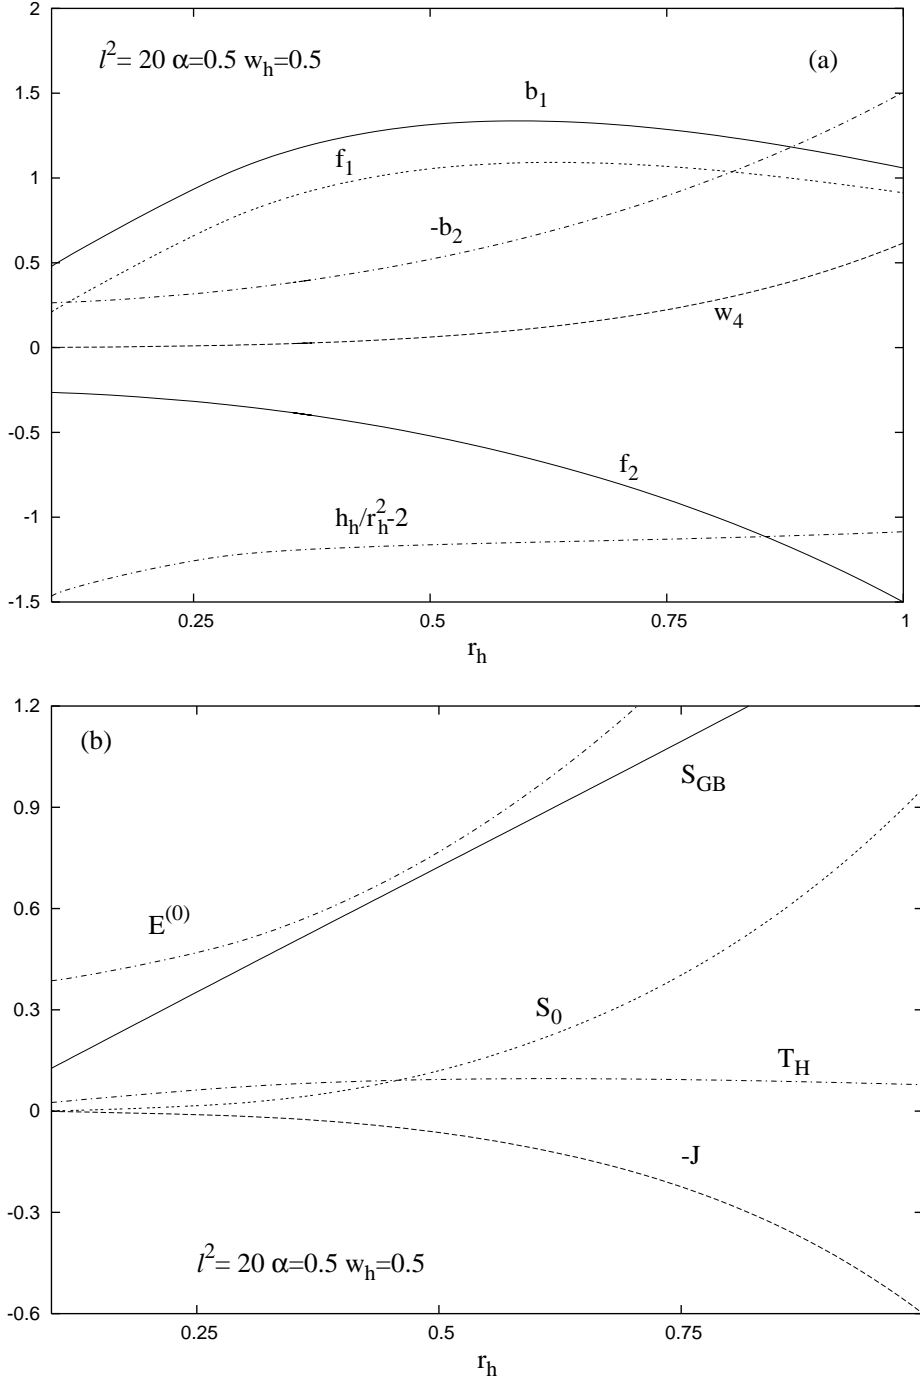 2
l²= 20 α=0.5 w_h=0.5
(a)
b₁
1.5
f₁
1
-b₂
0.5
w₄
0
-0.5
f₂
h_h/r_h²-2
-1
-1.5
0.25 0.5 0.75 1
r_h
1.2
(b)
S_GB
0.9
E⁽⁰⁾
0.6
S₀
0.3
T_H
0
-J
-0.3
l²= 20 α=0.5 w_h=0.5
-0.6
0.25 0.5 0.75
r_h